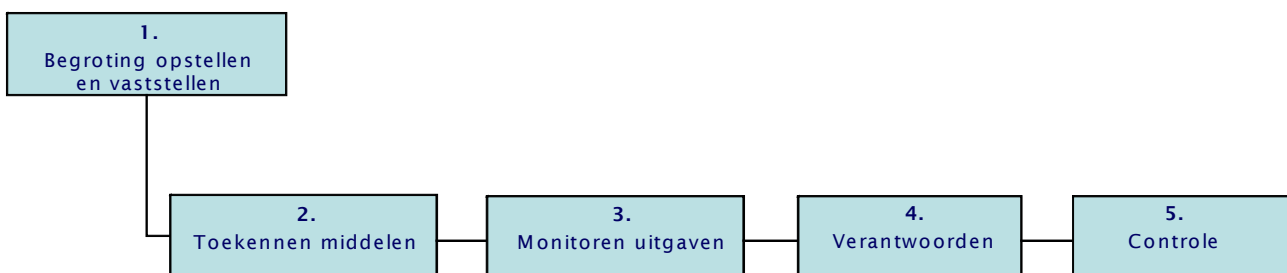 1.
Begroting opstellen
en vaststellen
2.
Toekennen middelen
3.
Monitoren uitgaven
4.
Verantwoorden
5.
Controle